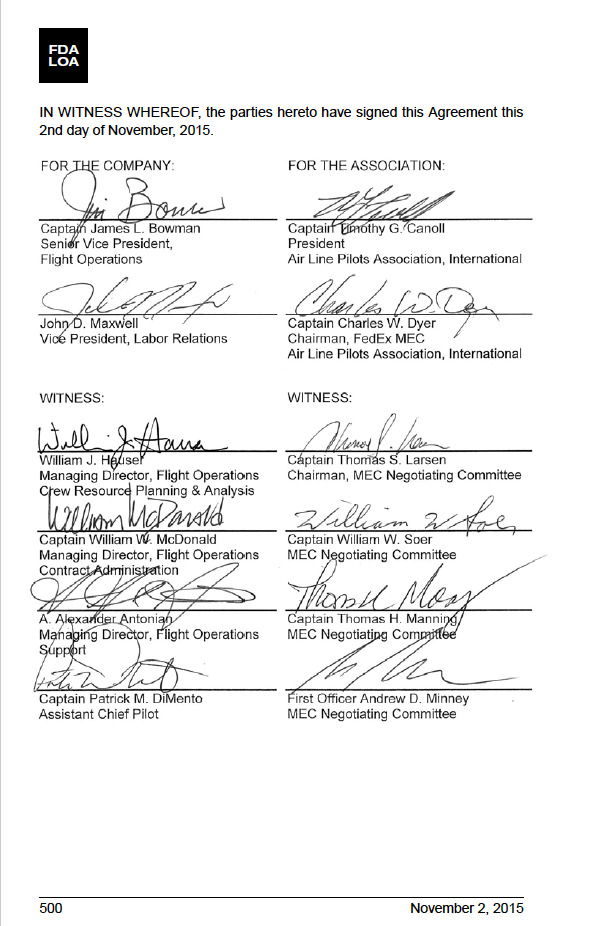 FDA
LOA
IN WITNESS WHEREOF, the parties hereto have signed this Agreement this
2nd day of November, 2015.
FOR THE COMPANY:
Captain James L. Bowman
Senior Vice President,
Flight Operations
John D. Maxwell
Vice President, Labor Relations
FOR THE ASSOCIATION:
Captain Timothy G. Canoll
President
Air Line Pilots Association, International
Charles W. Dyer
Captain Charles W. Dyer
Chairman, FedEx MEC
Air Line Pilots Association, International
WITNESS:
William J. Hauser
Managing Director, Flight Operations
Crew Resource Planning & Analysis
William McDonald
Captain William W. McDonald
Managing Director, Flight Operations
Contract Administration
A. Alexander Antonian
Managing Director, Flight Operations
Support
Captain Patrick M. DiMento
Assistant Chief Pilot
WITNESS:
Captain Thomas S. Larsen
Chairman, MEC Negotiating Committee
William W Soer
Captain William W. Soer
MEC Negotiating Committee
Captain Thomas H. Manning
MEC Negotiating Committee
First Officer Andrew D. Minney
MEC Negotiating Committee
500
November 2, 2015